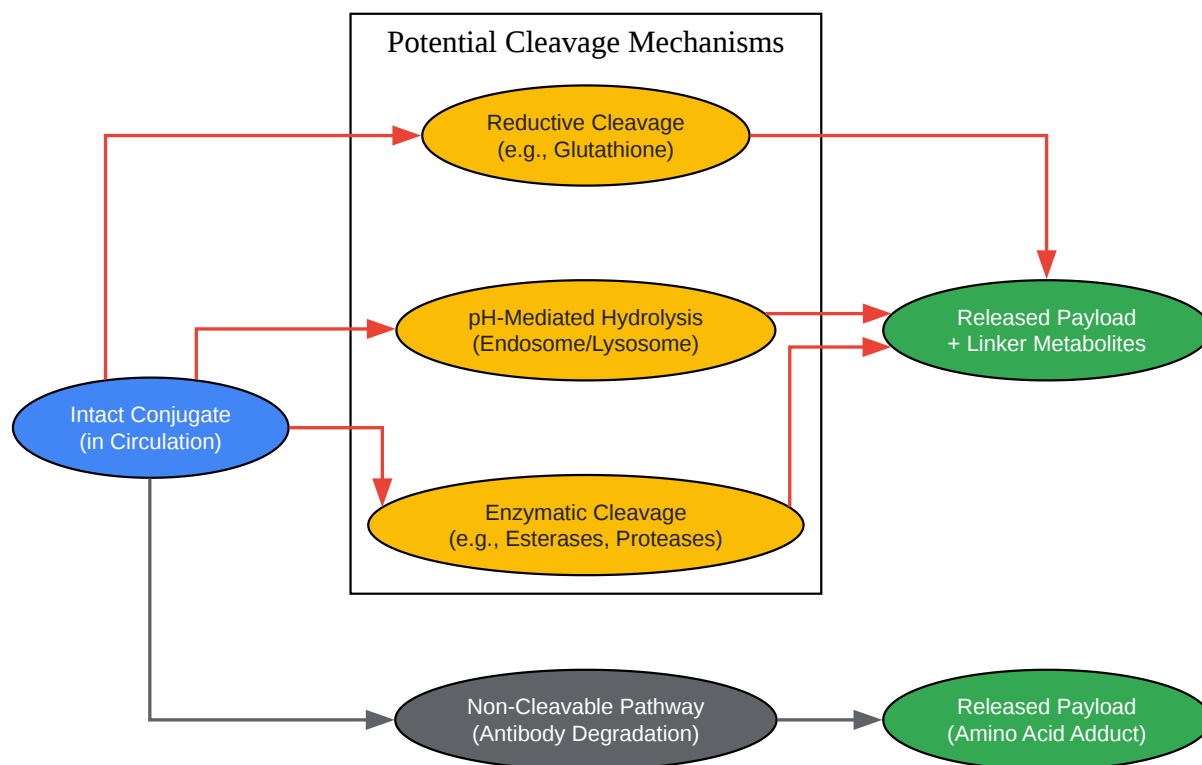 Potential Cleavage Mechanisms
Reductive Cleavage
(e.g., Glutathione)
pH-Mediated Hydrolysis
(Endosome/Lysosome)
Released Payload
+ Linker Metabolites
Intact Conjugate
(in Circulation)
Enzymatic Cleavage
(e.g., Esterases, Proteases)
Non-Cleavable Pathway
(Antibody Degradation)
Released Payload
(Amino Acid Adduct)